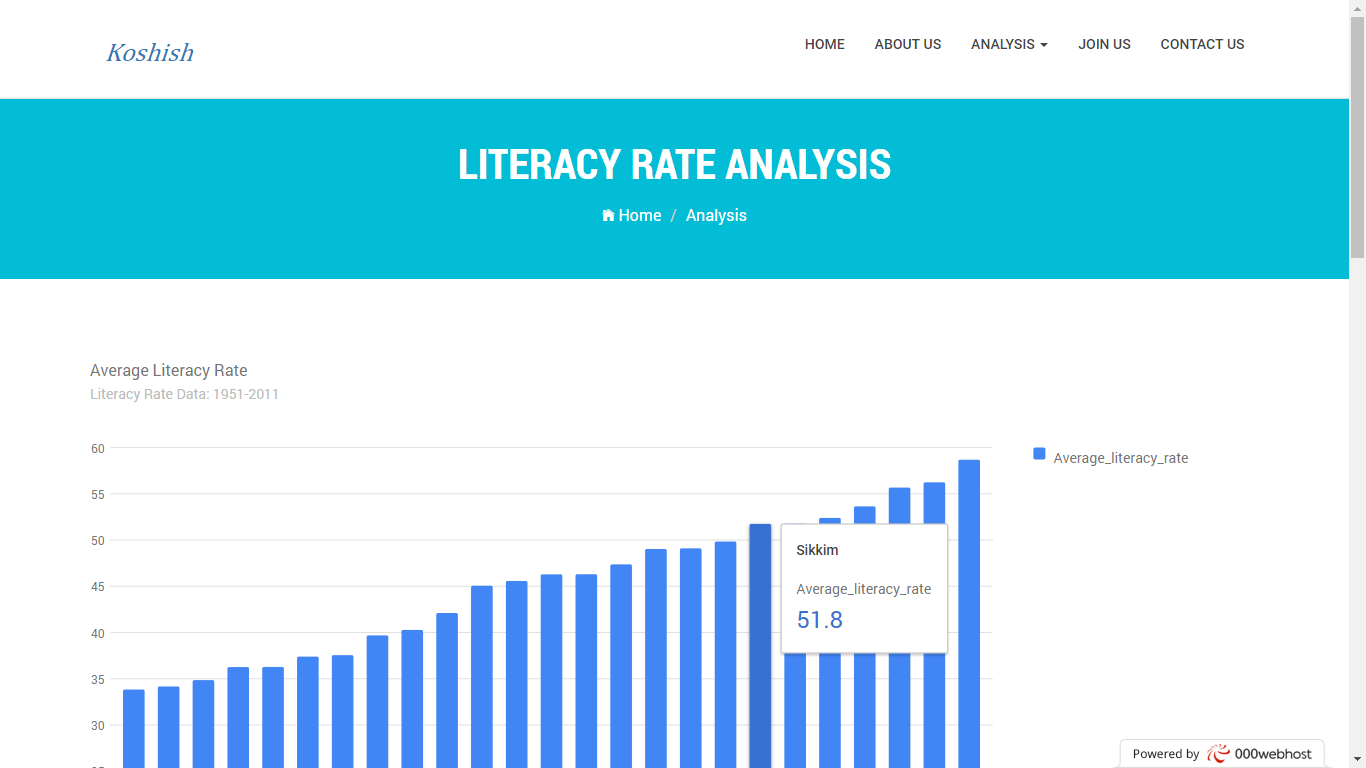 Koshish
HOME ABOUT US ANALYSIS JOIN US CONTACT US
LITERACY RATE ANALYSIS
Home / Analysis
Average Literacy Rate
Literacy Rate Data: 1951-2011
60
55
50
45
40
35
30
Average_literacy_rate
Sikkim
Average_literacy_rate
51.8
Powered by 000webhost